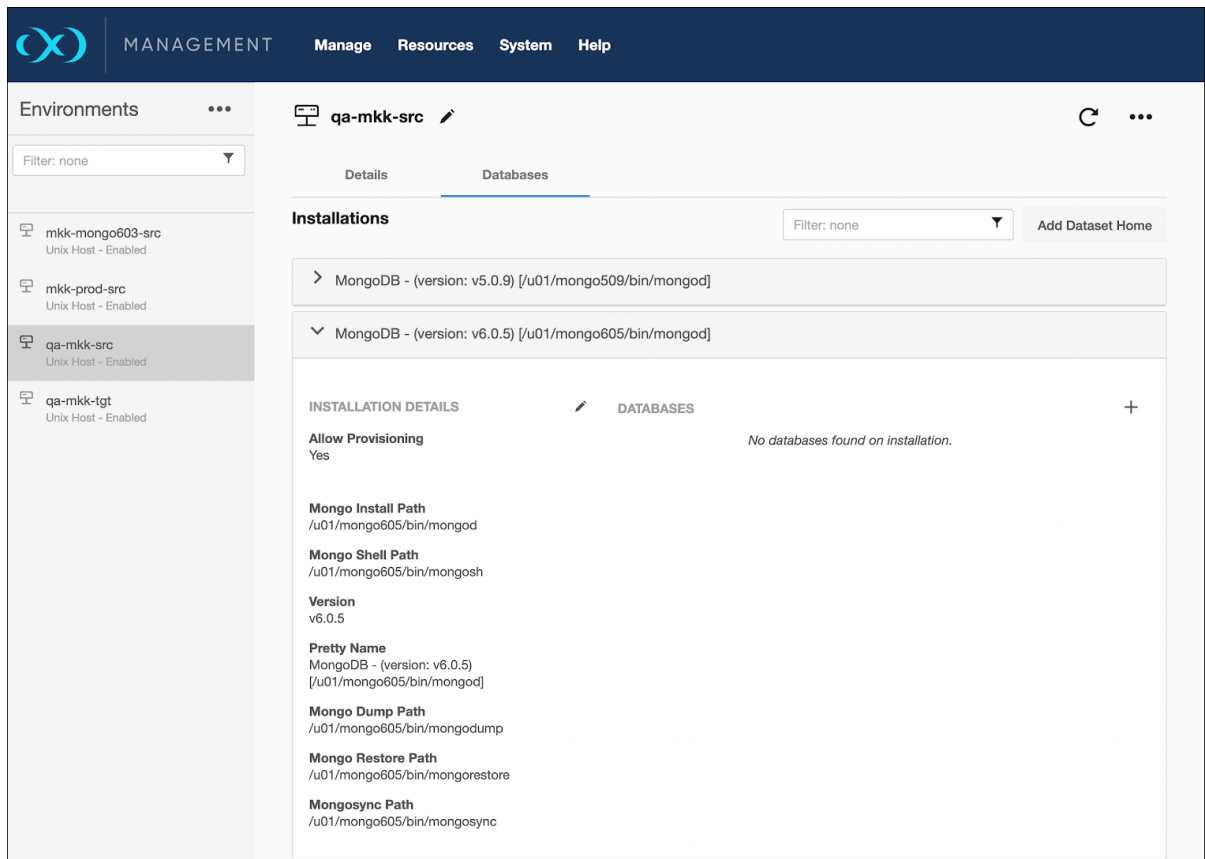 MANAGEMENT
Manage
Resources
System
Help
Environments
Filter: none
mkk-mongo603-src
Unix Host - Enabled
mkk-prod-src
Unix Host - Enabled
qa-mkk-src
Unix Host - Enabled
qa-mkk-tgt
Unix Host - Enabled
qa-mkk-src
Details
Databases
Installations
Filter: none
Add Dataset Home
MongoDB - (version: v5.0.9) [/u01/mongo509/bin/mongod]
MongoDB - (version: v6.0.5) [/u01/mongo605/bin/mongod]
INSTALLATION DETAILS
Allow Provisioning
Yes
Mongo Install Path
/u01/mongo605/bin/mongod
Mongo Shell Path
/u01/mongo605/bin/mongosh
Version
v6.0.5
Pretty Name
MongoDB - (version: v6.0.5)
[/u01/mongo605/bin/mongod]
Mongo Dump Path
/u01/mongo605/bin/mongodump
Mongo Restore Path
/u01/mongo605/bin/mongorestore
Mongosync Path
/u01/mongo605/bin/mongosync
DATABASES
No databases found on installation.